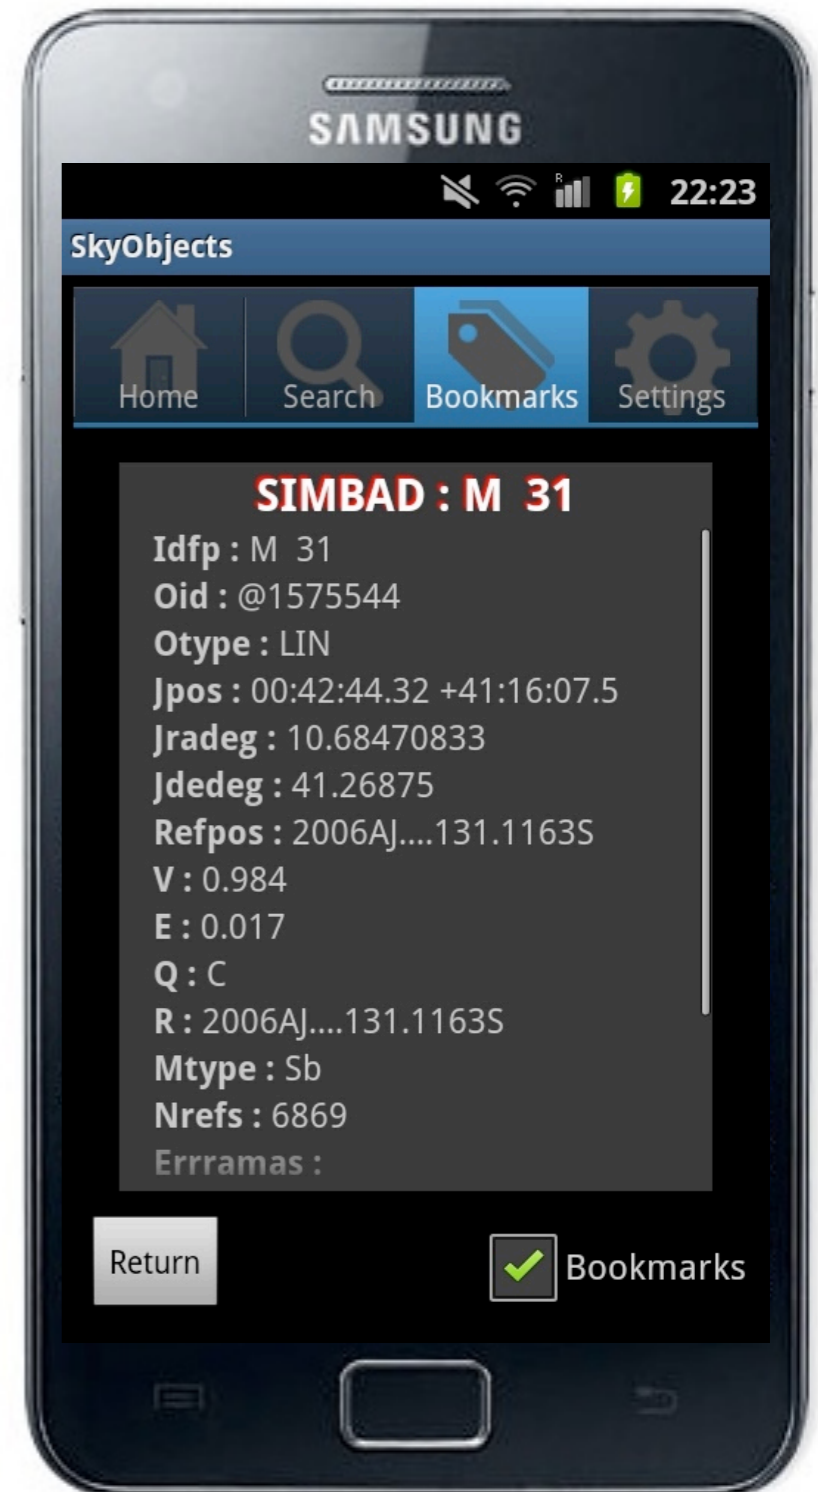 SAMSUNG
R 22:23
SkyObjects
Home Search Bookmarks Settings
SIMBAD : M 31
Idfp : M 31
Oid : @1575544
Otype : LIN
Jpos : 00:42:44.32 +41:16:07.5
Jradeg : 10.68470833
Jdedeg : 41.26875
Refpos : 2006AJ....131.1163S
V : 0.984
E : 0.017
Q : C
R : 2006AJ....131.1163S
Mtype : Sb
Nrefs : 6869
Errramas :
Return Bookmarks